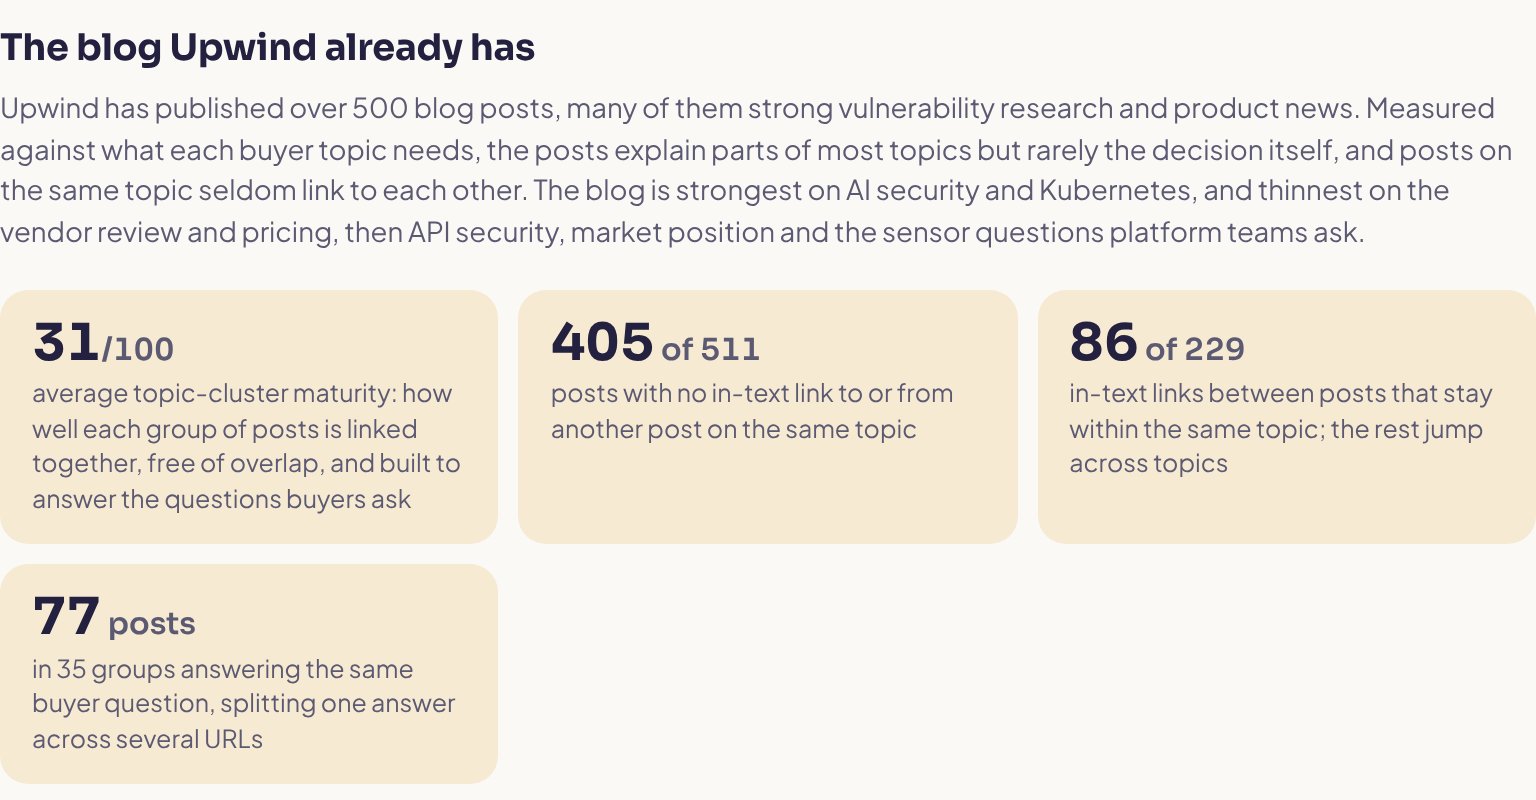 The blog Upwind already has
Upwind has published over 500 blog posts, many of them strong vulnerability research and product news. Measured
against what each buyer topic needs, the posts explain parts of most topics but rarely the decision itself, and posts on
the same topic seldom link to each other. The blog is strongest on AI security and Kubernetes, and thinnest on the
vendor review and pricing, then API security, market position and the sensor questions platform teams ask.
31/100
average topic-cluster maturity: how
well each group of posts is linked
together, free of overlap, and built to
answer the questions buyers ask
405 of 511
posts with no in-text link to or from
another post on the same topic
86 of 229
in-text links between posts that stay
within the same topic; the rest jump
across topics
77 posts
in 35 groups answering the same
buyer question, splitting one answer
across several URLs